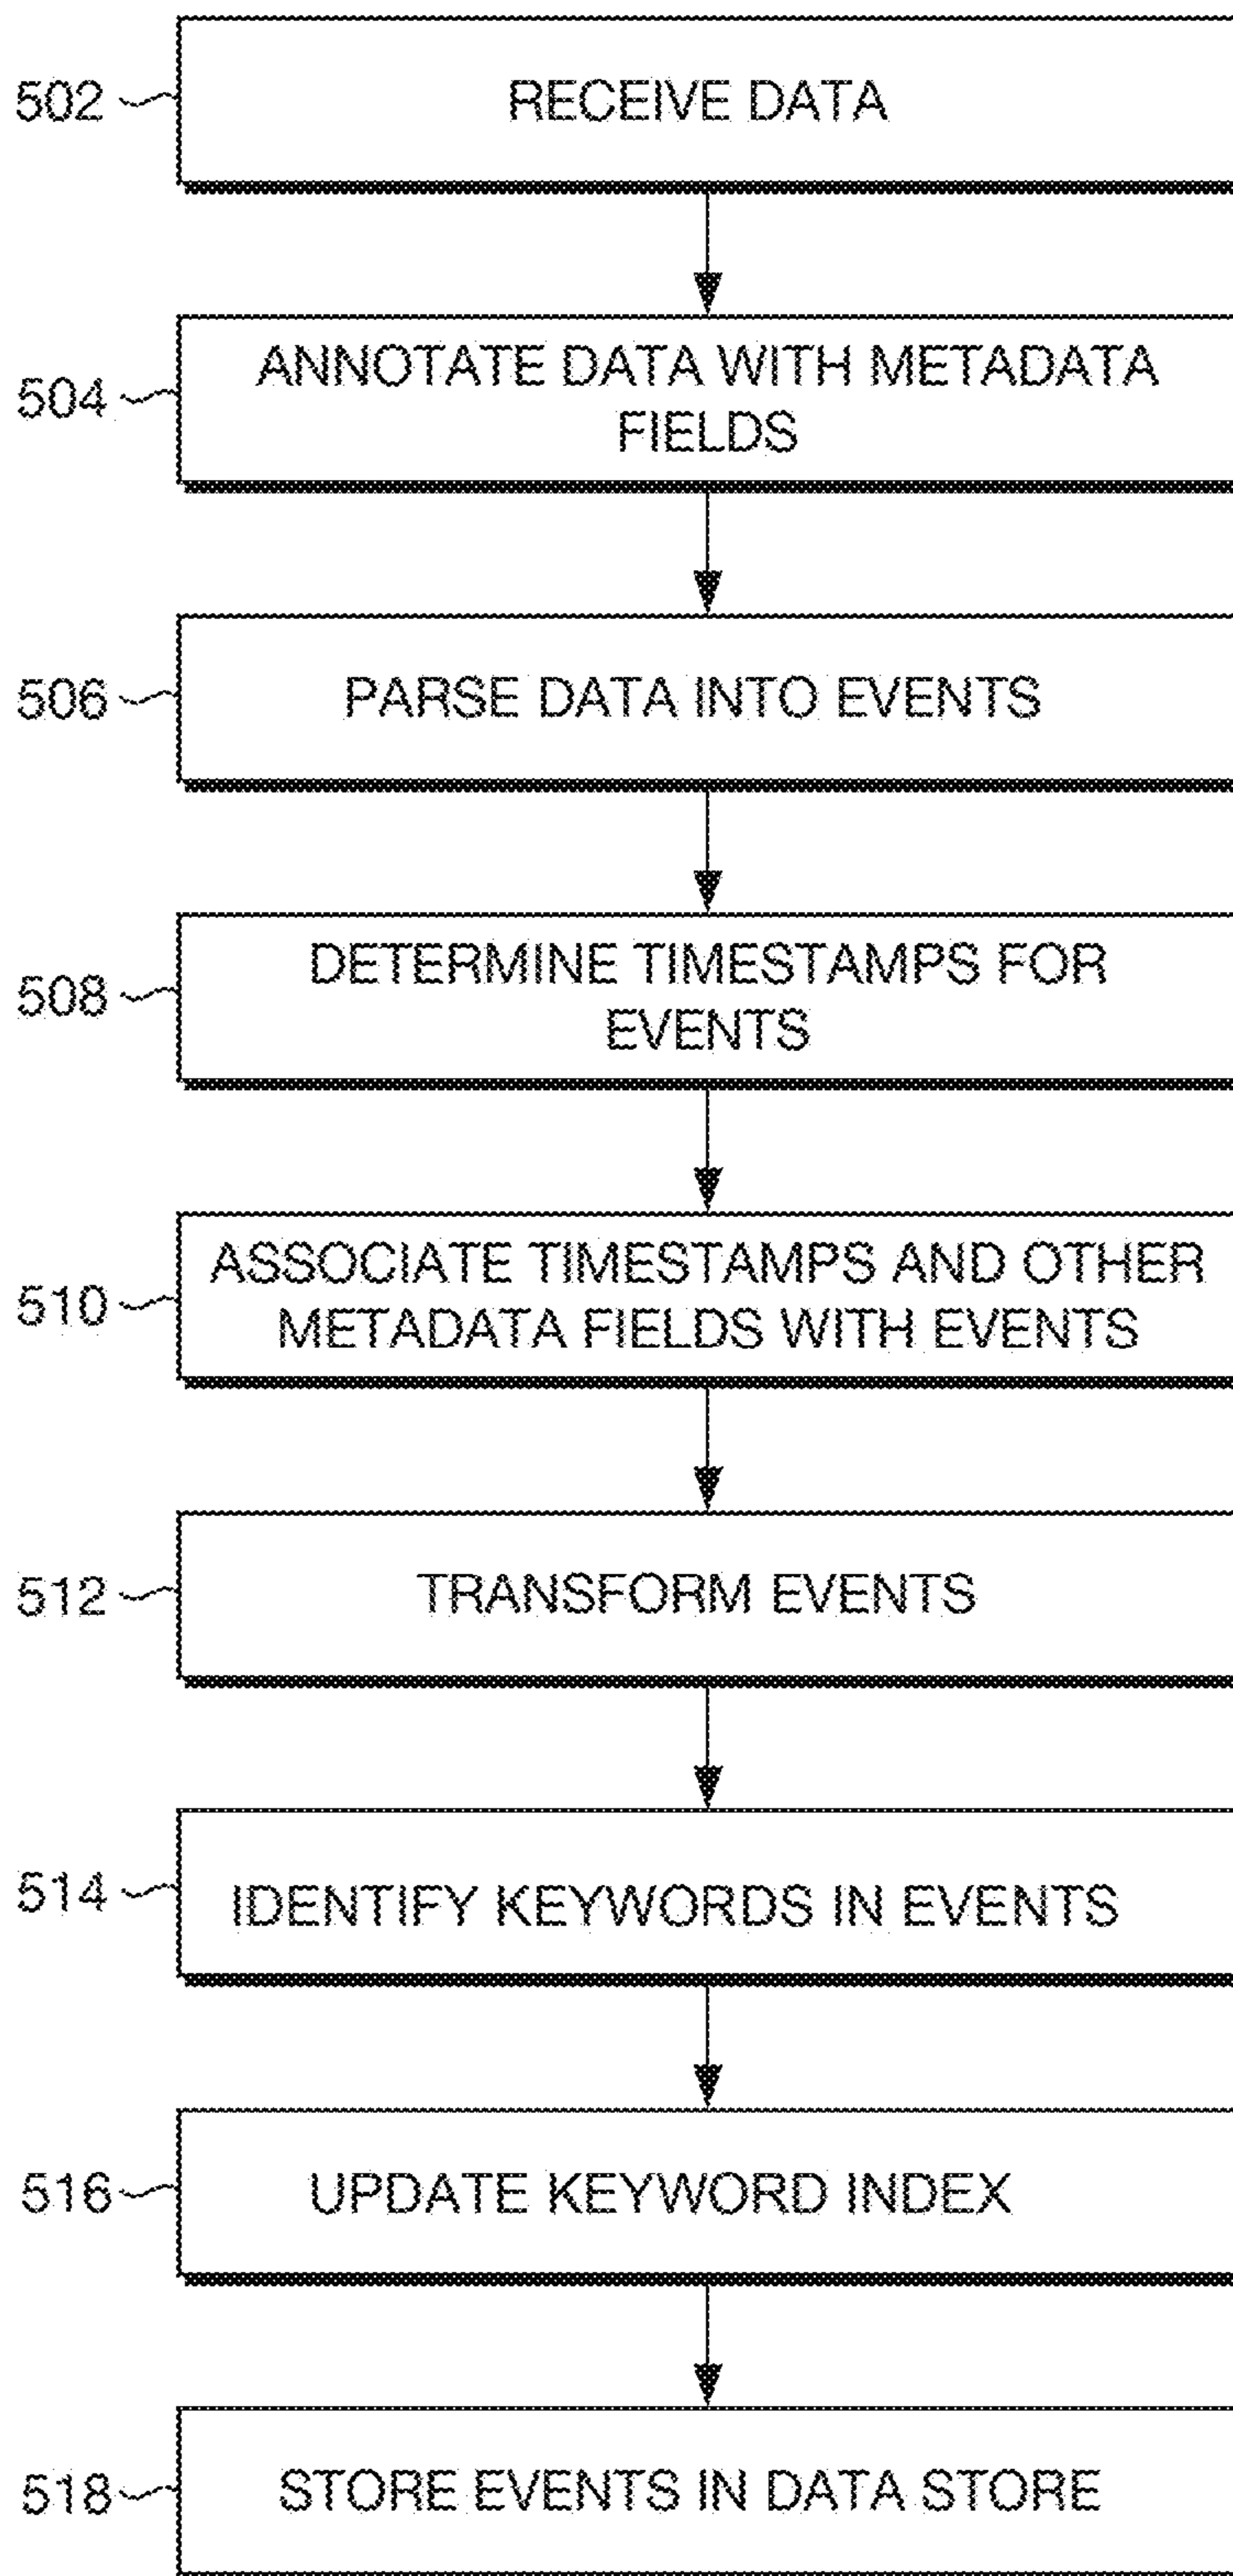 502
RECEIVE DATA
504
ANNOTATE DATA WITH METADATA
FIELDS
506
PARSE DATA INTO EVENTS
508
DETERMINE TIMESTAMPS FOR
EVENTS
510
ASSOCIATE TIMESTAMPS AND OTHER
METADATA FIELDS WITH EVENTS
512
TRANSFORM EVENTS
514
IDENTIFY KEYWORDS IN EVENTS
516
UPDATE KEYWORD INDEX
518
STORE EVENTS IN DATA STORE